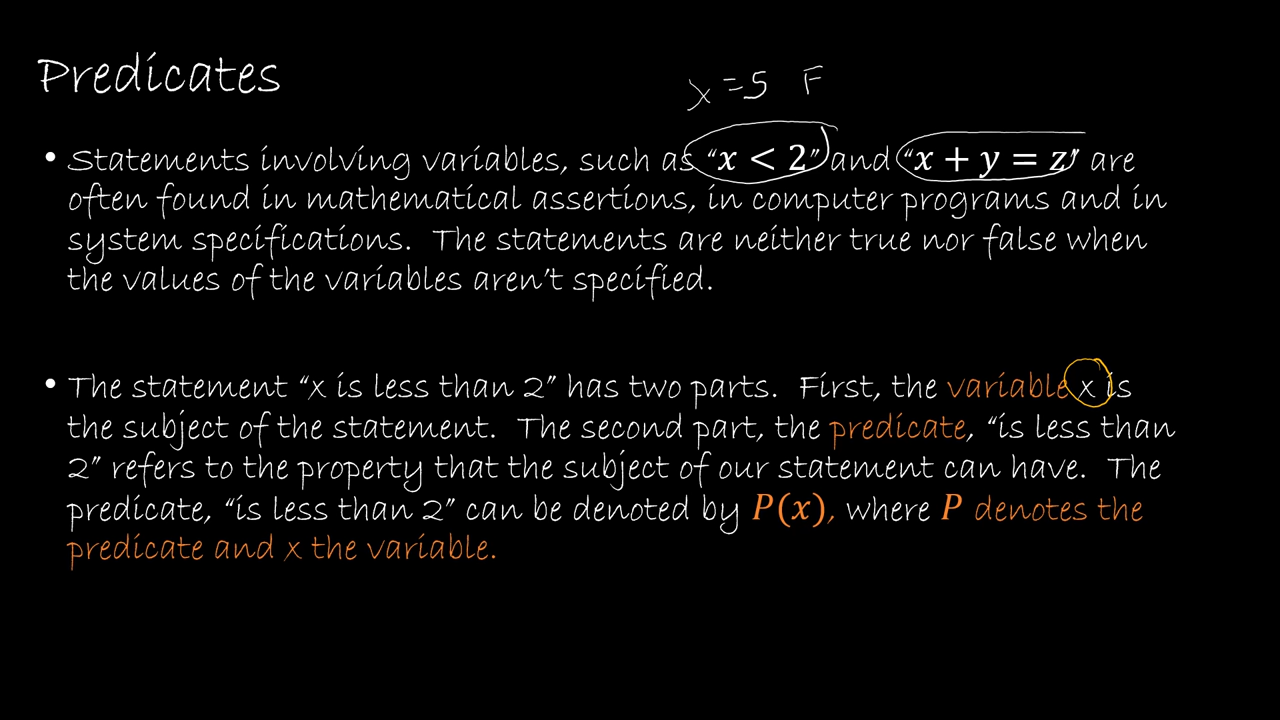 Predicates
x = 5 F
• Statements involving variables, such as “x < 2” and “x + y = z” are
often found in mathematical assertions, in computer programs and in
system specifications. The statements are neither true nor false when
the values of the variables aren’t specified.
• The statement “x is less than 2” has two parts. First, the variable x is
the subject of the statement. The second part, the predicate, “is less than
2” refers to the property that the subject of our statement can have. The
predicate, “is less than 2” can be denoted by P(x), where P denotes the
predicate and x the variable.